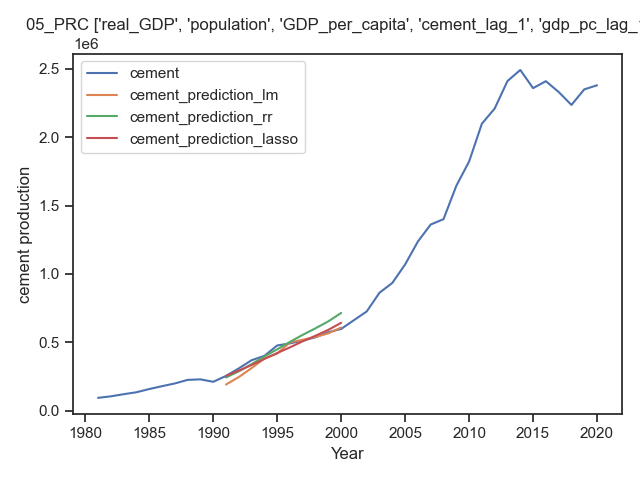 05_PRC ['real_GDP', 'population', 'GDP_per_capita', 'cement_lag_1', 'gdp_pc_lag_
1e6
2.5
2.0
1.5
1.0
0.5
0.0
cement production
cement
cement_prediction_lm
cement_prediction_rr
cement_prediction_lasso
1980 1985 1990 1995 2000 2005 2010 2015 2020
Year